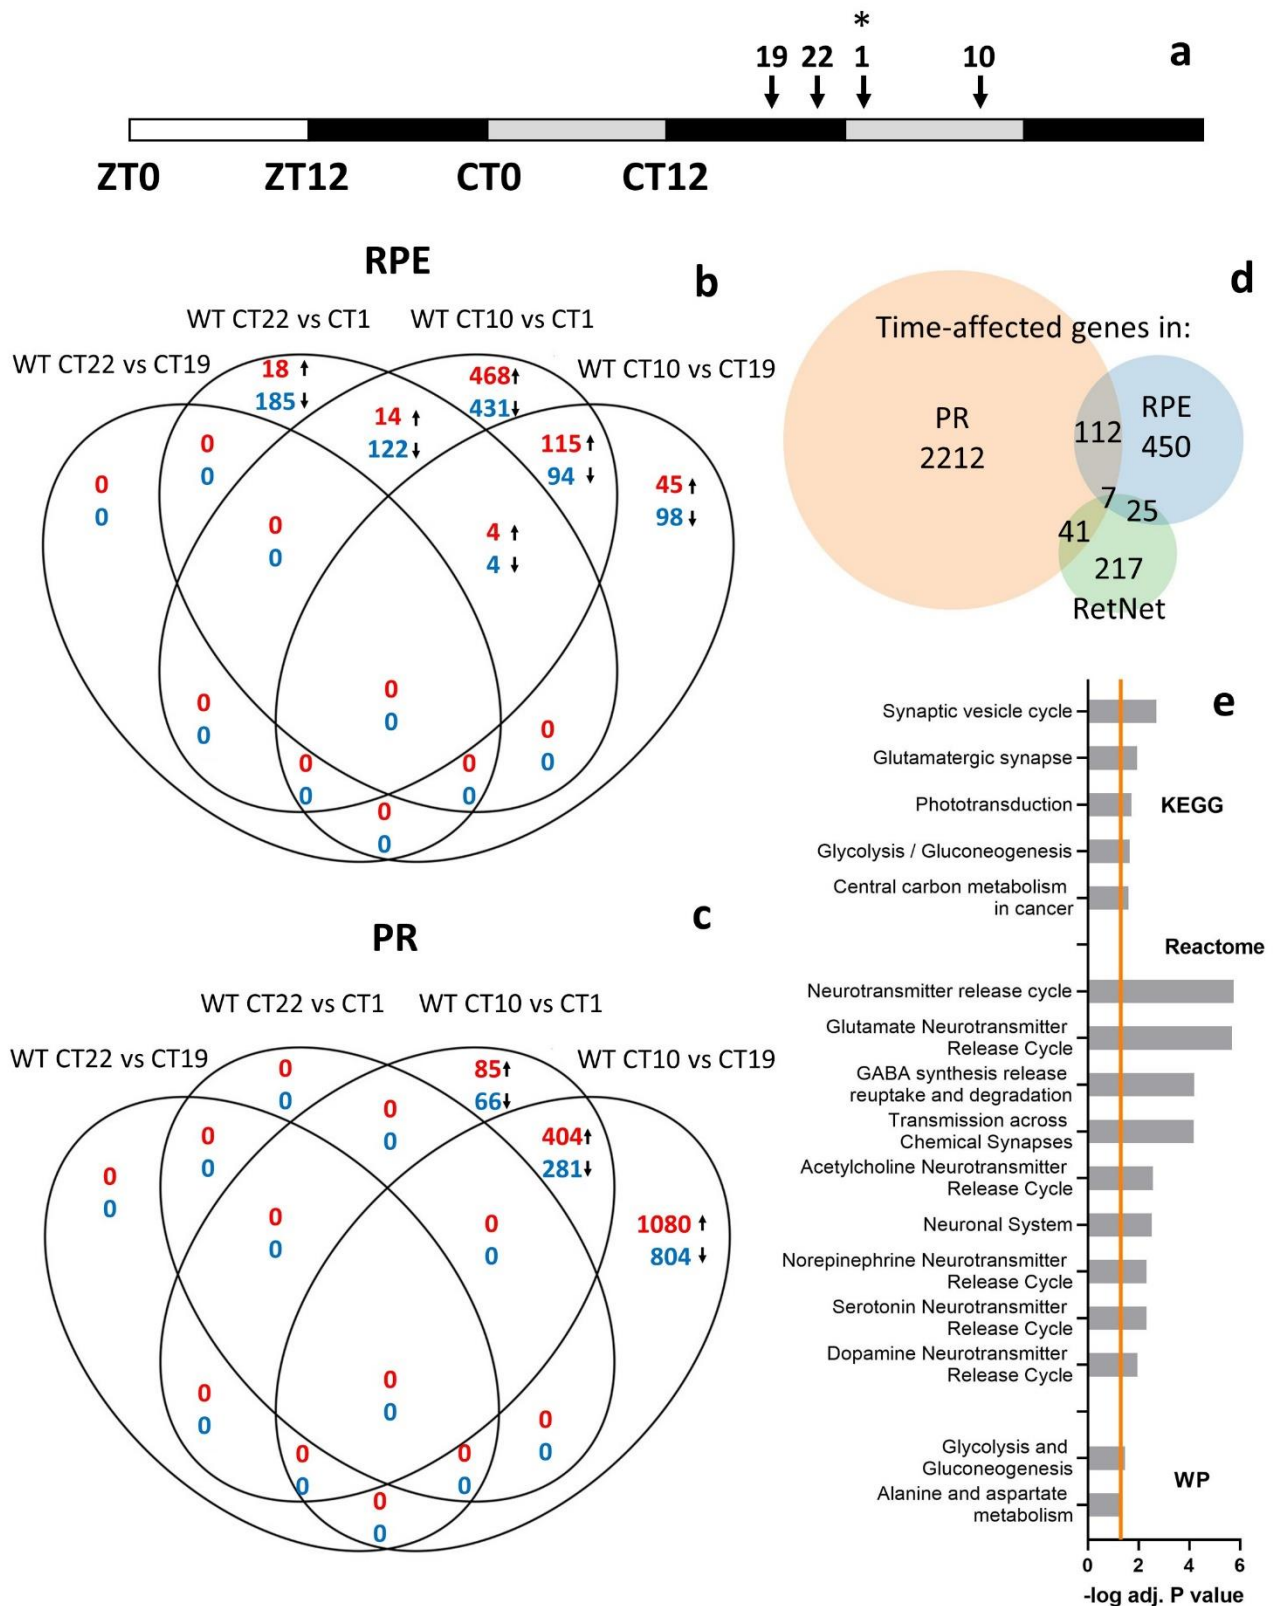 *
19 22 1 10
a
ZT0 ZT12 CT0 CT12
RPE
b
WT CT22 vs CT1 WT CT10 vs CT1
WT CT22 vs CT19 WT CT10 vs CT19
18 ↑ 468↑
185 ↓ 431↓
14 ↑
122 ↓
0 115 ↑
0 94 ↓
0 45 ↑
0 98 ↓
0 4 ↑
0 4 ↓
0 0
0 0
0
0
0 0
0 0
0
0
PR
c
WT CT22 vs CT1 WT CT10 vs CT1
WT CT22 vs CT19 WT CT10 vs CT19
0 85↑
0 66↓
0
0
0 404↑
0 281↓
0
0
0 0 1080 ↑
0 0 804 ↓
0 0
0 0
0
0
0 0
0 0
0
0
d
Time-affected genes in:
PR
2212
112
RPE
450
7
25
41
217
RetNet
e
Synaptic vesicle cycle
Glutamatergic synapse
Phototransduction
KEGG
Glycolysis / Gluconeogenesis
Central carbon metabolism
in cancer
Reactome
Neurotransmitter release cycle
Glutamate Neurotransmitter
Release Cycle
GABA synthesis release
reuptake and degradation
Transmission across
Chemical Synapses
Acetylcholine Neurotransmitter
Release Cycle
Neuronal System
Norepinephrine Neurotransmitter
Release Cycle
Serotonin Neurotransmitter
Release Cycle
Dopamine Neurotransmitter
Release Cycle
Glycolysis and
Gluconeogenesis
WP
Alanine and aspartate
metabolism
0 2 4 6
-log adj. P value